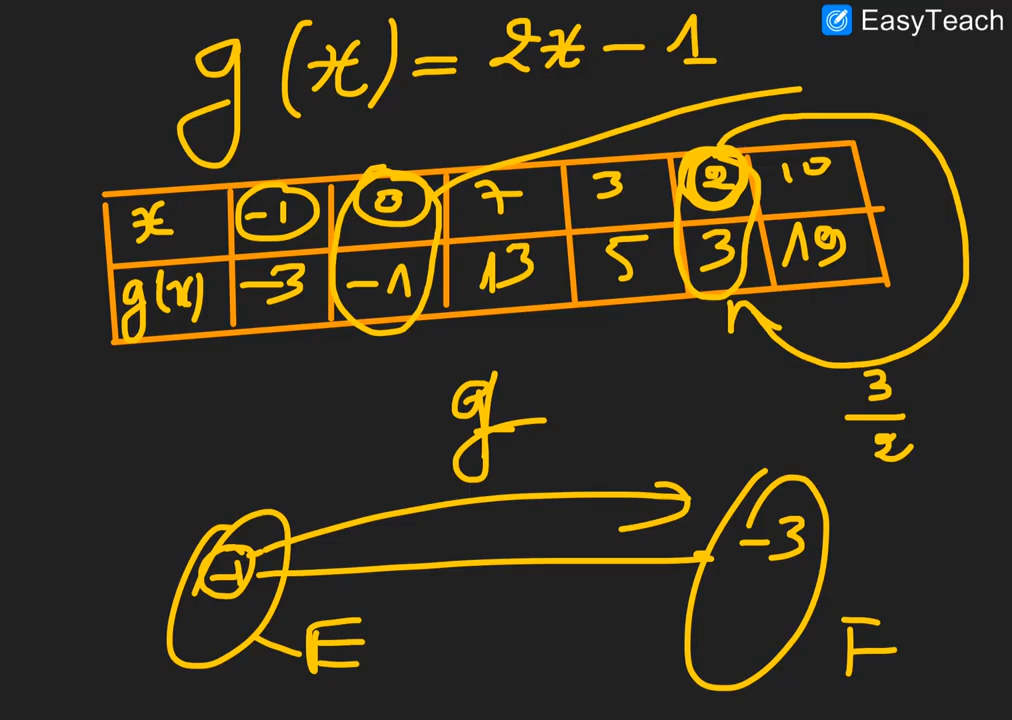 EasyTeach
g(x) = 2x - 1
x -1 0 7 3 2 10
g(x) -3 -1 13 5 3 19
3
2
g
-1 -3
E F